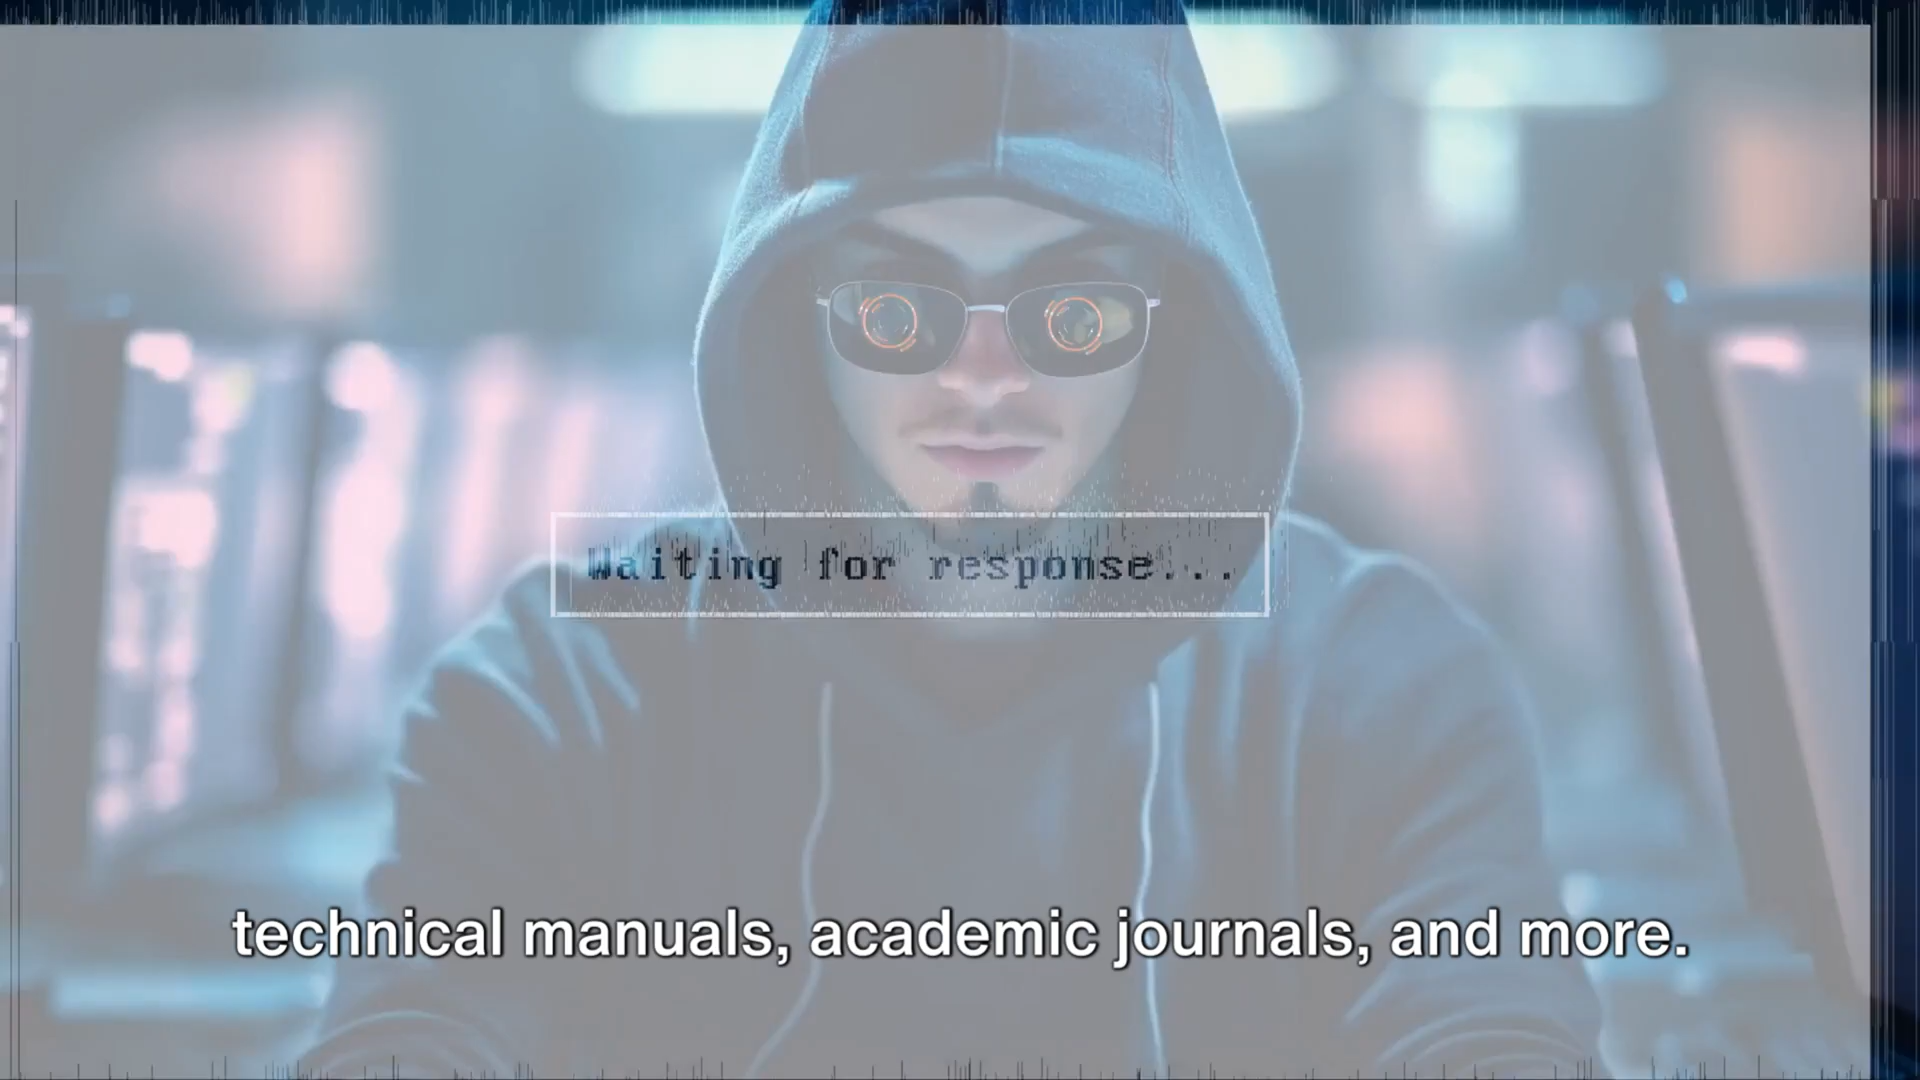 Waiting for response...
technical manuals, academic journals, and more.